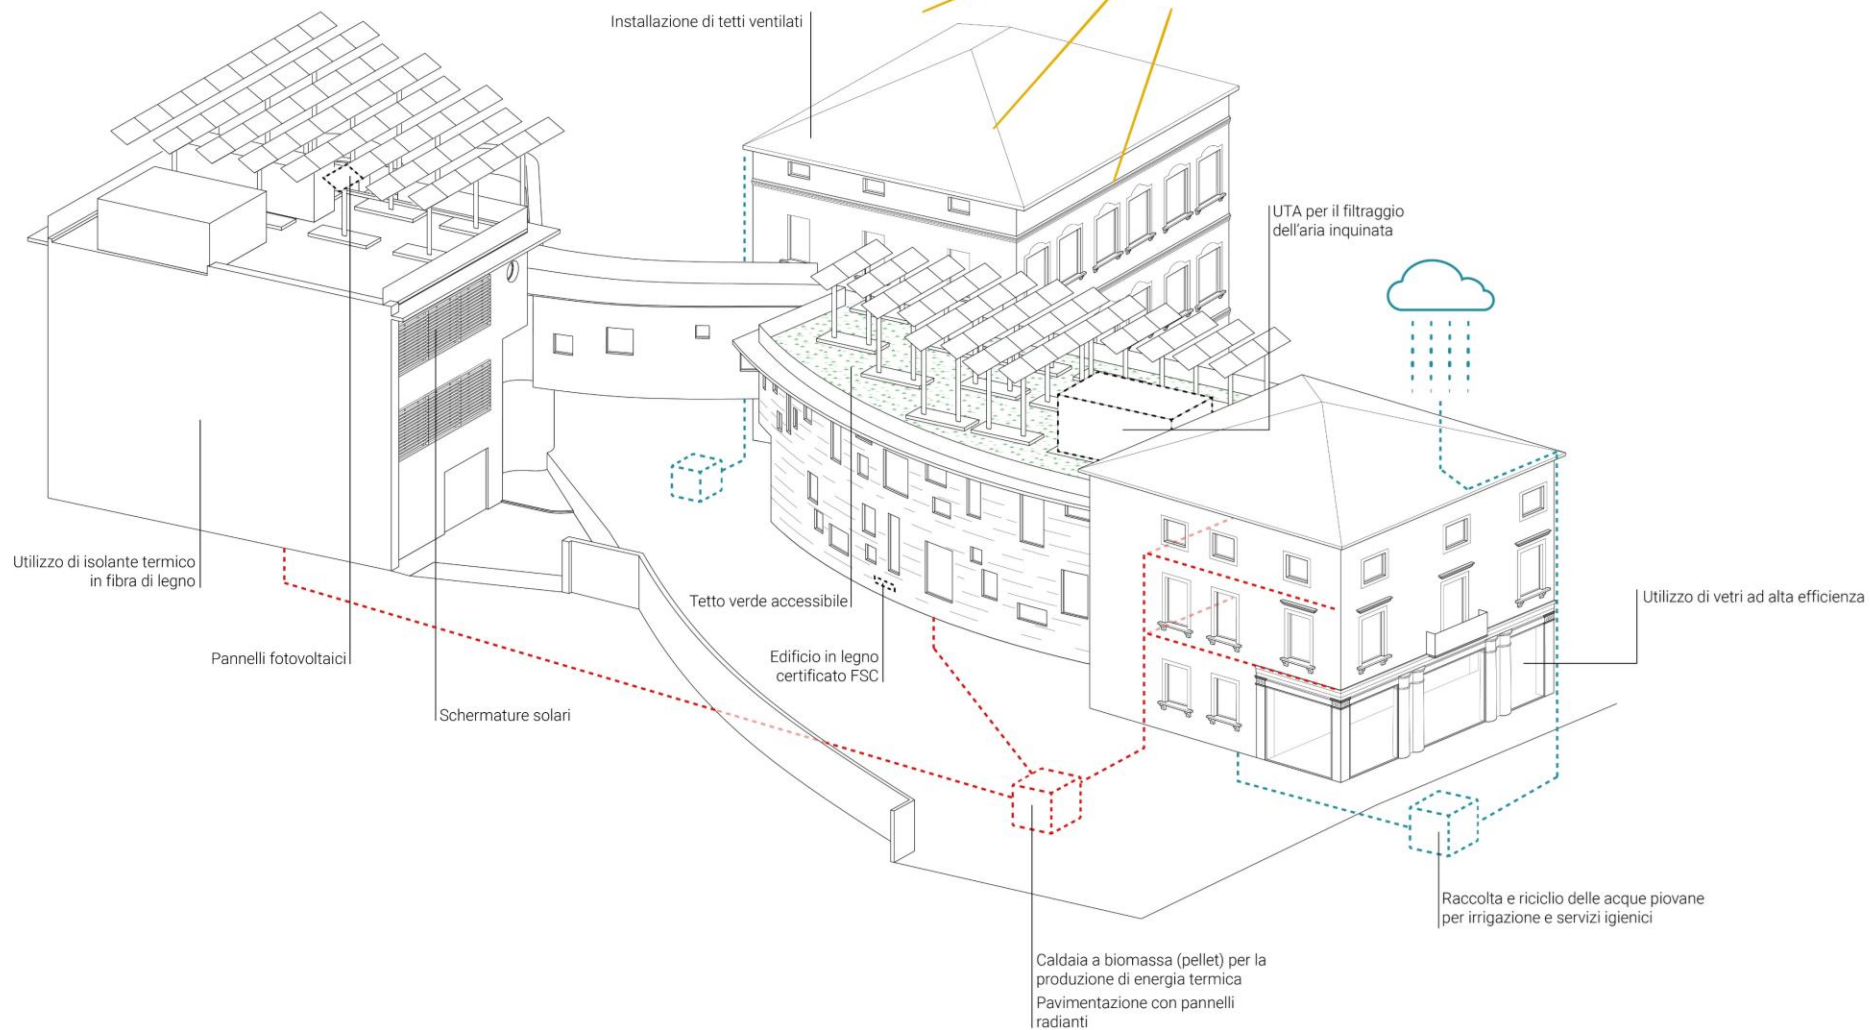 Installazione di tetti ventilati
UTA per il filtraggio
dell'aria inquinata
Utilizzo di isolante termico
in fibra di legno
Tetto verde accessibile
Utilizzo di vetri ad alta efficienza
Pannelli fotovoltaici
Edificio in legno
certificato FSC
Schermature solari
Raccolta e riciclio delle acque piovane
per irrigazione e servizi igienici
Caldaia a biomassa (pellet) per la
produzione di energia termica
Pavimentazione con pannelli
radianti